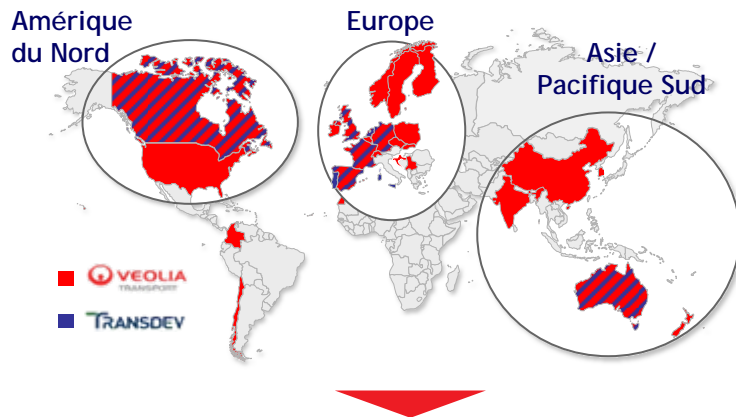 Amérique
du Nord
Europe
Asie /
Pacifique Sud
VEOLIA
TRANSPORT
TRANSDEV